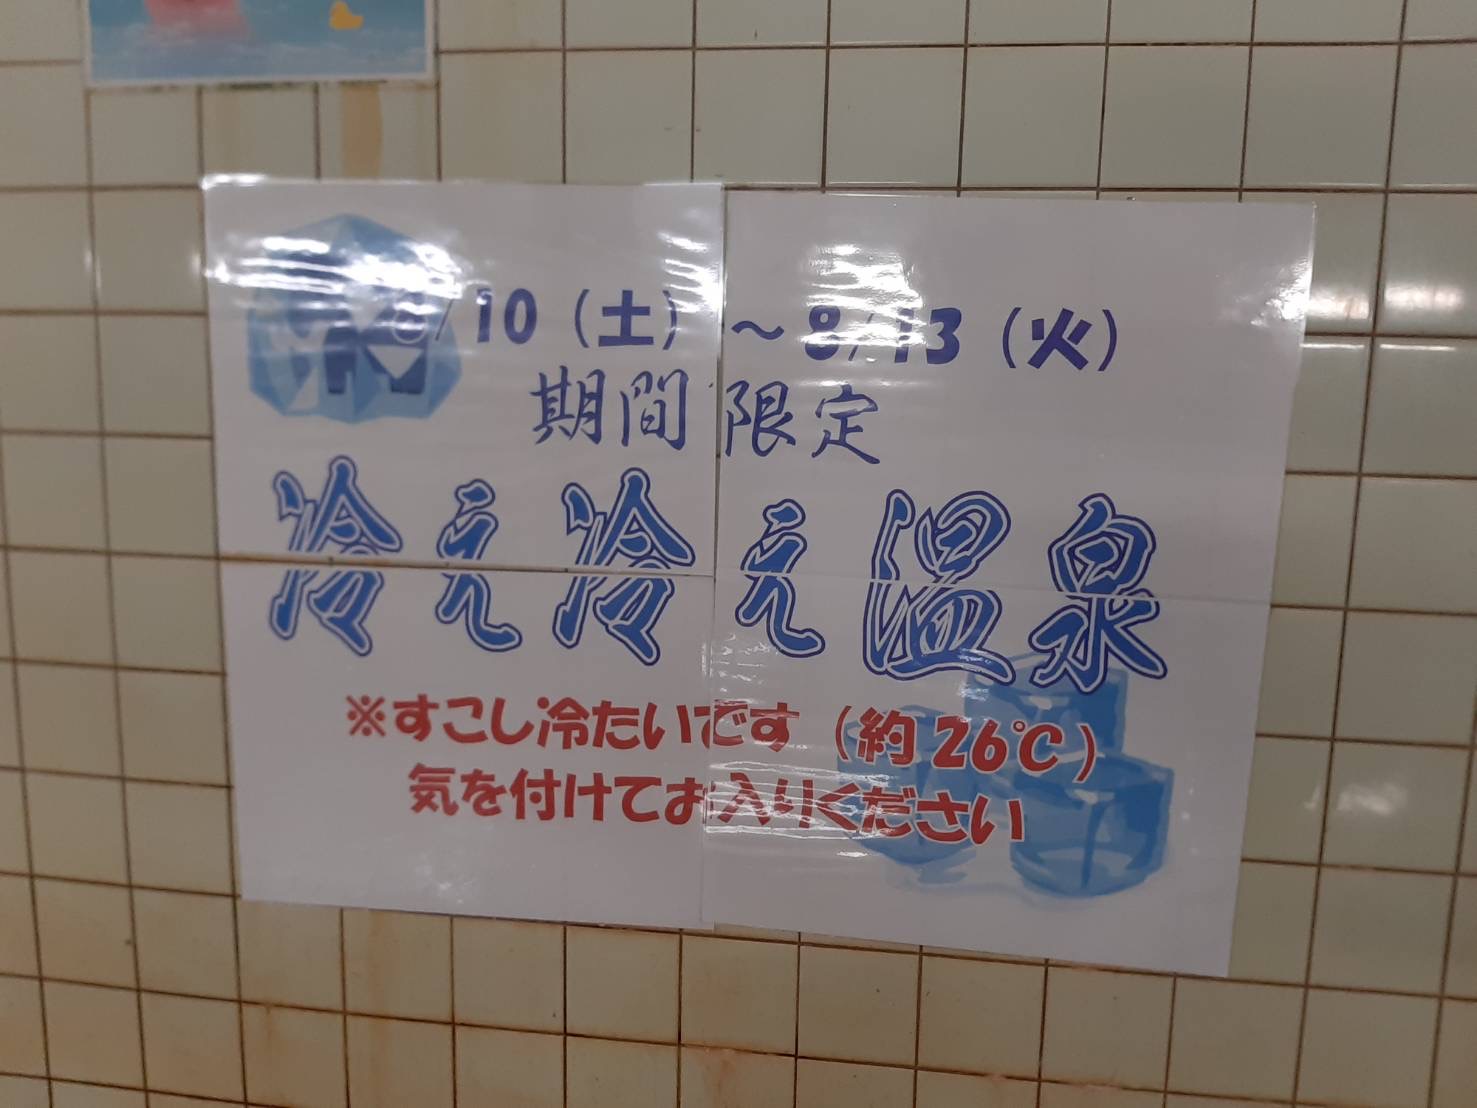 8/10（土）～8/13（火）
期間限定
冷え冷え温泉
※すこし冷たいです（約26℃）
気を付けてお入りください